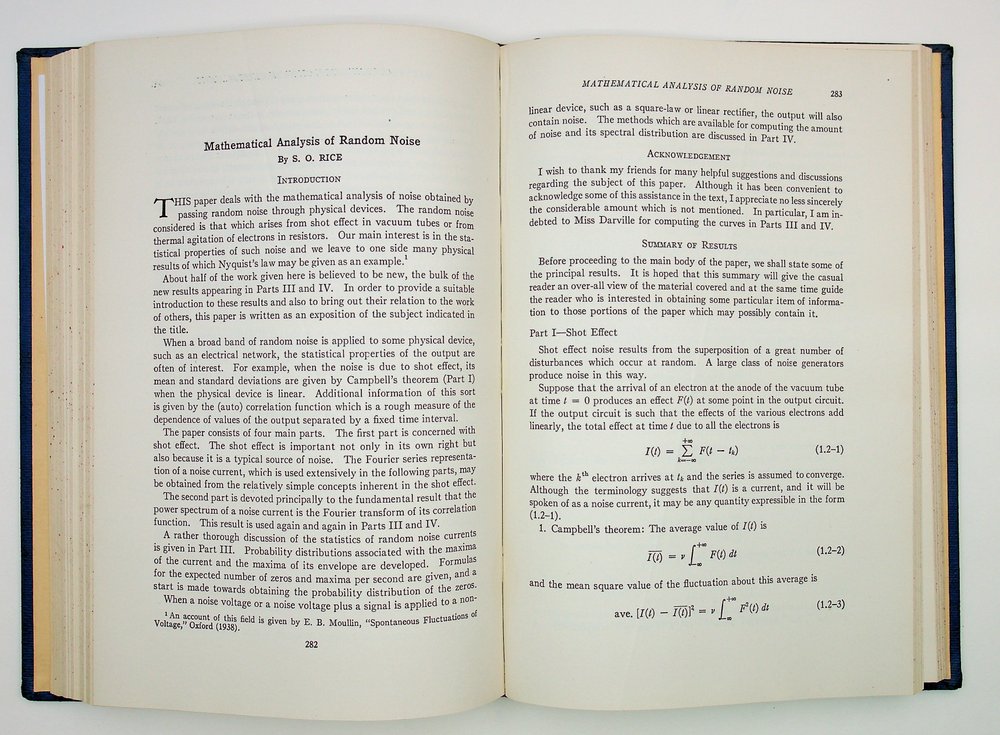 Mathematical Analysis of Random Noise
By S. O. RICE
INTRODUCTION
THIS paper deals with the mathematical analysis of noise obtained by
passing random noise through physical devices. The random noise
considered is that which arises from shot effect in vacuum tubes or from
thermal agitation of electrons in resistors. Our main interest is in the sta-
tistical properties of such noise and we leave to one side many physical
results of which Nyquist's law may be given as an example.¹
About half of the work given here is believed to be new, the bulk of the
new results appearing in Parts III and IV. In order to provide a suitable
introduction to these results and also to bring out their relation to the work
of others, this paper is written as an exposition of the subject indicated in
the title.
When a broad band of random noise is applied to some physical device,
such as an electrical network, the statistical properties of the output are
often of interest. For example, when the noise is due to shot effect, its
mean and standard deviations are given by Campbell's theorem (Part I)
when the physical device is linear. Additional information of this sort
is given by the (auto) correlation function which is a rough measure of the
dependence of values of the output separated by a fixed time interval.
The paper consists of four main parts. The first part is concerned with
shot effect. The shot effect is important not only in its own right but
also because it is a typical source of noise. The Fourier series representa-
tion of a noise current, which is used extensively in the following parts, may
be obtained from the relatively simple concepts inherent in the shot effect.
The second part is devoted principally to the fundamental result that the
power spectrum of a noise current is the Fourier transform of its correlation
function. This result is used again and again in Parts III and IV.
A rather thorough discussion of the statistics of random noise currents
is given in Part III. Probability distributions associated with the maxima
of the current and the maxima of its envelope are developed. Formulas
for the expected number of zeros and maxima per second are given, and a
start is made towards obtaining the probability distribution of the zeros.
When a noise voltage or a noise voltage plus a signal is applied to a non-
¹ An account of this field is given by E. B. Moullin, "Spontaneous Fluctuations of
Voltage," Oxford (1938).
282
MATHEMATICAL ANALYSIS OF RANDOM NOISE 283
linear device, such as a square-law or linear rectifier, the output will also
contain noise. The methods which are available for computing the amount
of noise and its spectral distribution are discussed in Part IV.
ACKNOWLEDGEMENT
I wish to thank my friends for many helpful suggestions and discussions
regarding the subject of this paper. Although it has been convenient to
acknowledge some of this assistance in the text, I appreciate no less sincerely
the considerable amount which is not mentioned. In particular, I am in-
debted to Miss Darville for computing the curves in Parts III and IV.
SUMMARY OF RESULTS
Before proceeding to the main body of the paper, we shall state some of
the principal results. It is hoped that this summary will give the casual
reader an over-all view of the material covered and at the same time guide
the reader who is interested in obtaining some particular item of informa-
tion to those portions of the paper which may possibly contain it.
Part I—Shot Effect
Shot effect noise results from the superposition of a great number of
disturbances which occur at random. A large class of noise generators
produce noise in this way.
Suppose that the arrival of an electron at the anode of the vacuum tube
at time t = 0 produces an effect F(t) at some point in the output circuit.
If the output circuit is such that the effects of the various electrons add
linearly, the total effect at time t due to all the electrons is
I(t) = ∑_{k=-∞}^{+∞} F(t − t_k) (1.2–1)
where the kᵗʰ electron arrives at t_k and the series is assumed to converge.
Although the terminology suggests that I(t) is a current, and it will be
spoken of as a noise current, it may be any quantity expressible in the form
(1.2–1).
1. Campbell's theorem: The average value of I(t) is
\overline{I(t)} = ν ∫_{-∞}^{+∞} F(t) dt (1.2–2)
and the mean square value of the fluctuation about this average is
ave. [I(t) − \overline{I(t)}]² = ν ∫_{-∞}^{+∞} F²(t) dt (1.2–3)